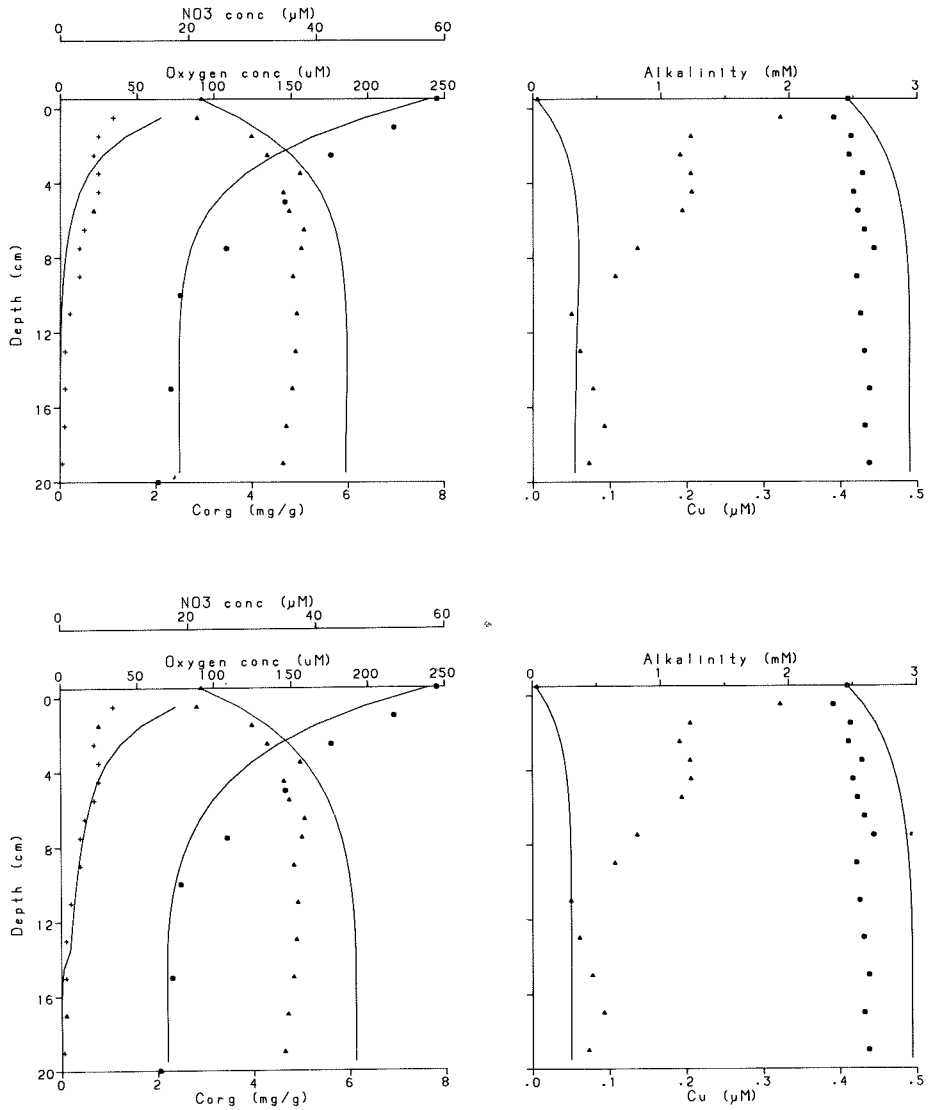 NO3 conc (µM)
0 20 40 60
Oxygen conc (uM)
0 50 100 150 200 250
Alkalinity (mM)
0 1 2 3
Depth (cm)
0
4
8
12
16
20
0 2 4 6 8
Corg (mg/g)
.0 .1 .2 .3 .4 .5
Cu (µM)
NO3 conc (µM)
0 20 40 60
Oxygen conc (uM)
0 50 100 150 200 250
Alkalinity (mM)
0 1 2 3
Depth (cm)
0
4
8
12
16
20
0 2 4 6 8
Corg (mg/g)
.0 .1 .2 .3 .4 .5
Cu (µM)